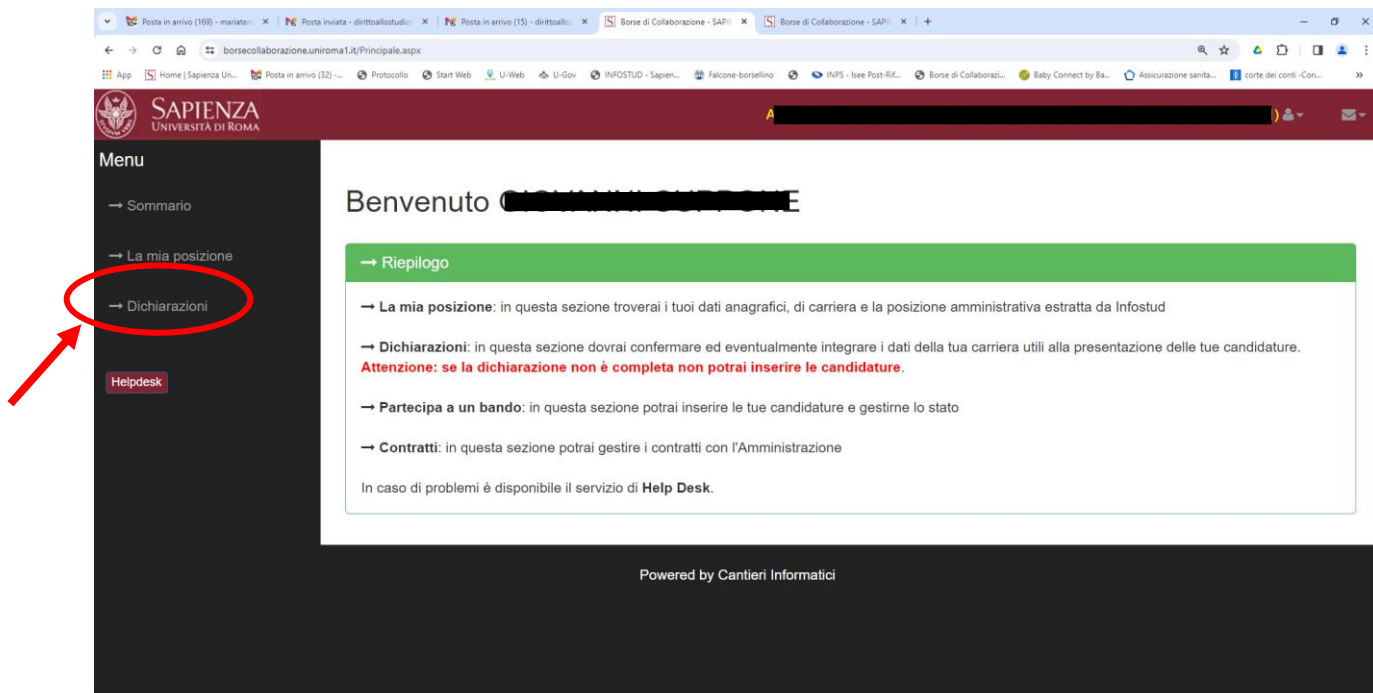 Posta in arrivo (169) - mariater
Posta inviata - dirittoallostudio
Posta in arrivo (15) - dirittoallo
Borse di Collaborazione - SAPI
Borse di Collaborazione - SAPI
borsecollaborazione.uniroma1.it/Principale.aspx
App
Home | Sapienza Un...
Posta in arrivo (32) -...
Protocollo
Start Web
U-Web
U-Gov
INFOSTUD - Sapien...
Falcone-borsellino
INPS - Isee Post-Rif...
Borse di Collaborazi...
Baby Connect by Ba...
Assicurazione sanita...
corte dei conti -Con...
SAPIENZA
UNIVERSITÀ DI ROMA
Menu
→ Sommario
→ La mia posizione
→ Dichiarazioni
Helpdesk
Benvenuto
→ Riepilogo
→ La mia posizione: in questa sezione troverai i tuoi dati anagrafici, di carriera e la posizione amministrativa estratta da Infostud
→ Dichiarazioni: in questa sezione dovrai confermare ed eventualmente integrare i dati della tua carriera utili alla presentazione delle tue candidature.
Attenzione: se la dichiarazione non è completa non potrai inserire le candidature.
→ Partecipa a un bando: in questa sezione potrai inserire le tue candidature e gestirne lo stato
→ Contratti: in questa sezione potrai gestire i contratti con l'Amministrazione
In caso di problemi è disponibile il servizio di Help Desk.
Powered by Cantieri Informatici